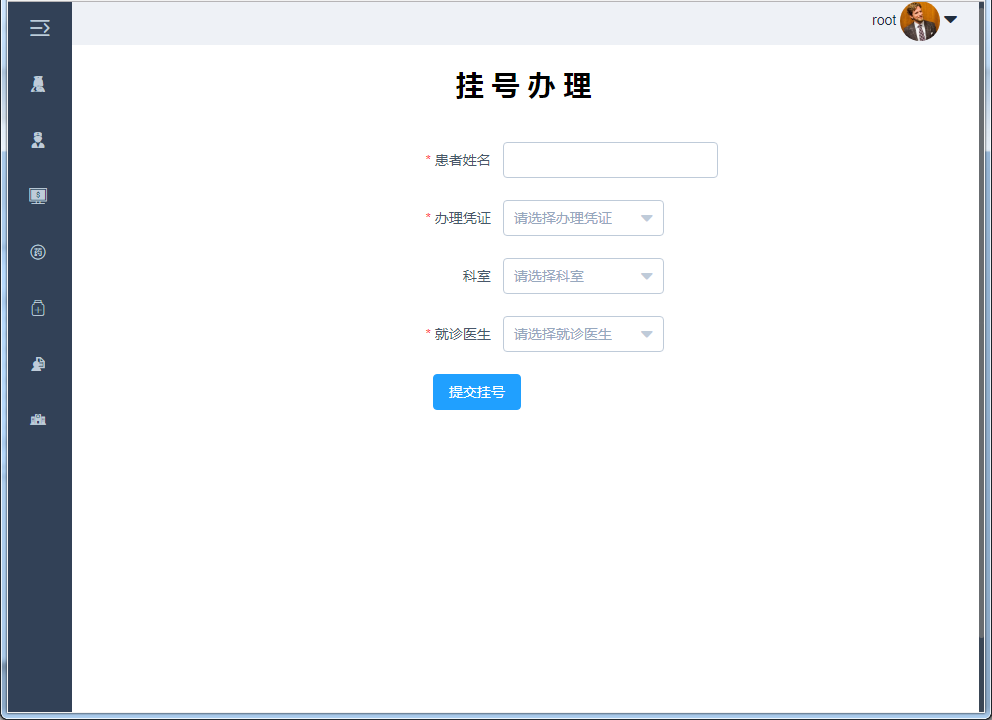 root
挂号办理
* 患者姓名
* 办理凭证 请选择办理凭证
科室 请选择科室
* 就诊医生 请选择就诊医生
提交挂号